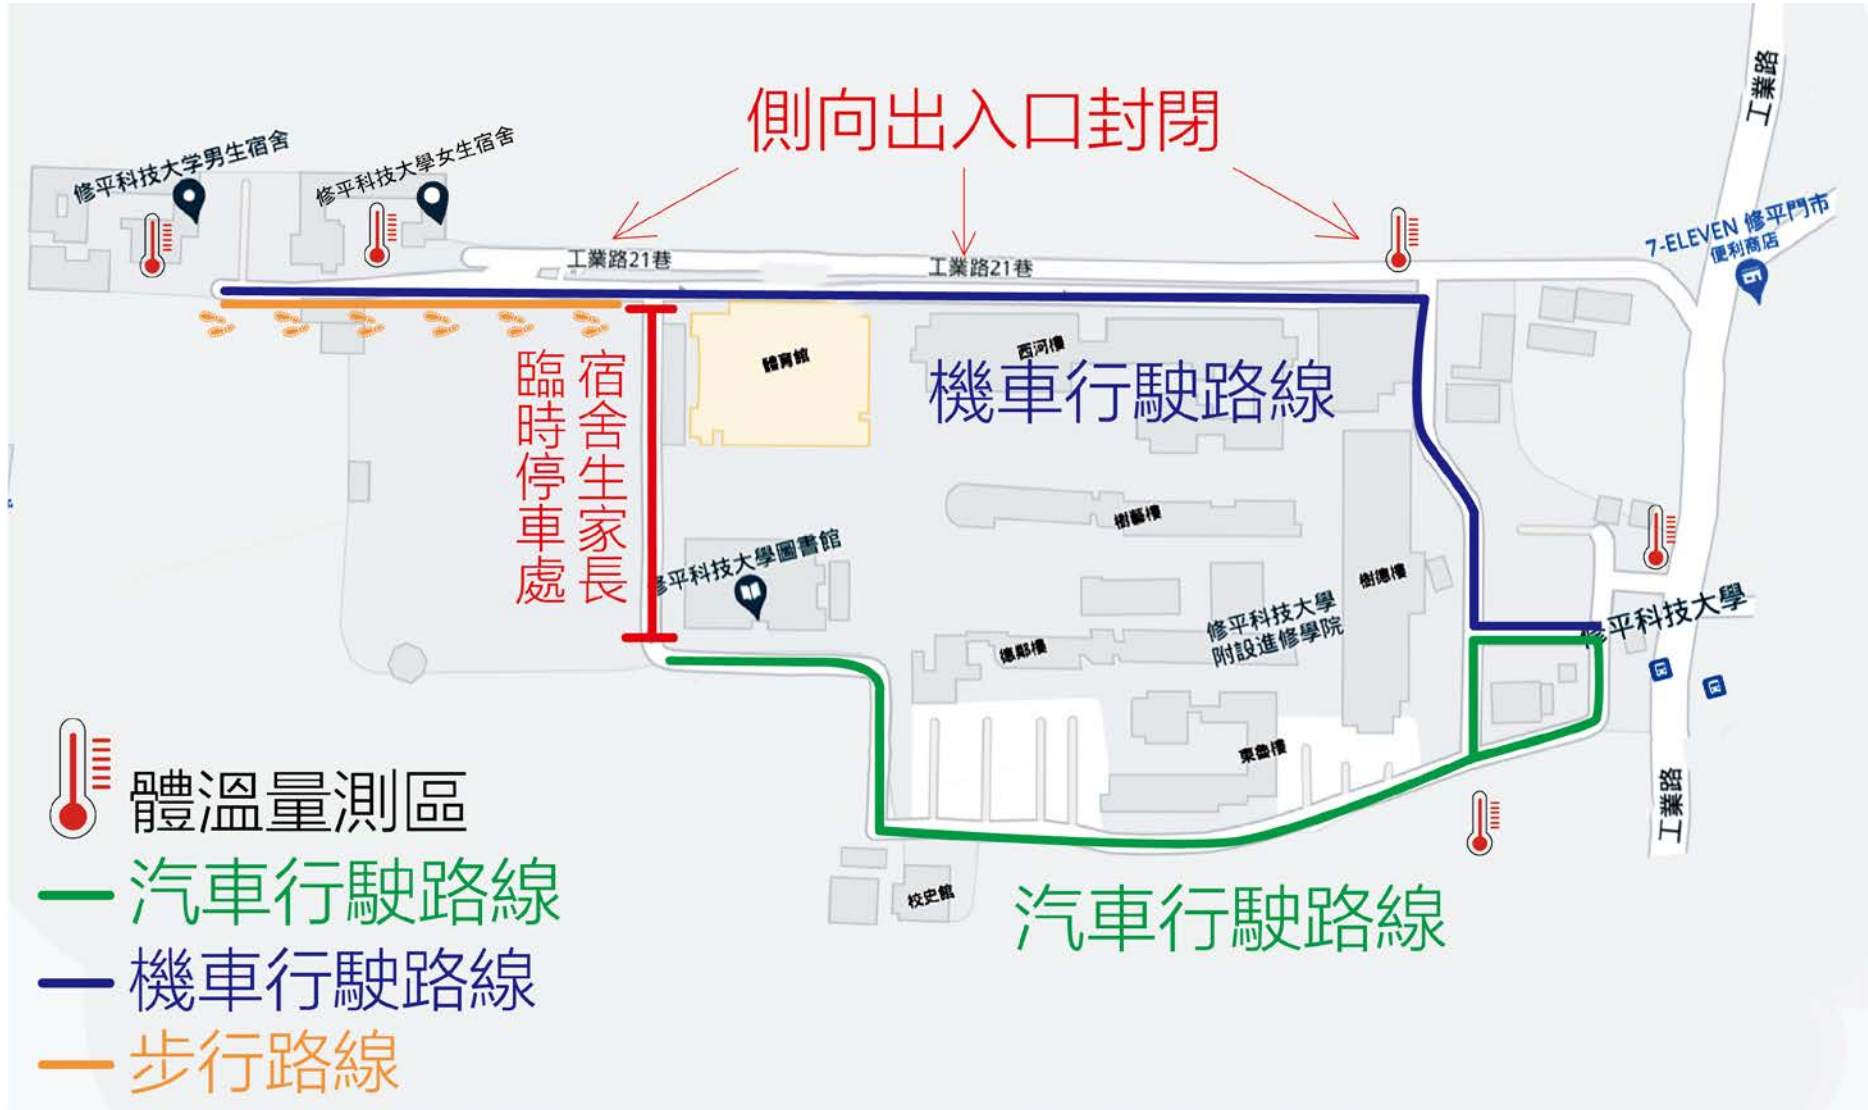 工業路
側向出入口封閉
修平科技大学男生宿舍
修平科技大學女生宿舍
7-ELEVEN 修平門市
便利商店
工業路21巷
工業路21巷
體育館
西河樓
機車行駛路線
宿舍生家長
臨時停車處
樹藝樓
修平科技大學圖書館
樹德樓
修平科技大學
附設進修學院
修平科技大學
德鄰樓
東魯樓
工業路
體溫量測區
汽車行駛路線
校史館
汽車行駛路線
機車行駛路線
步行路線